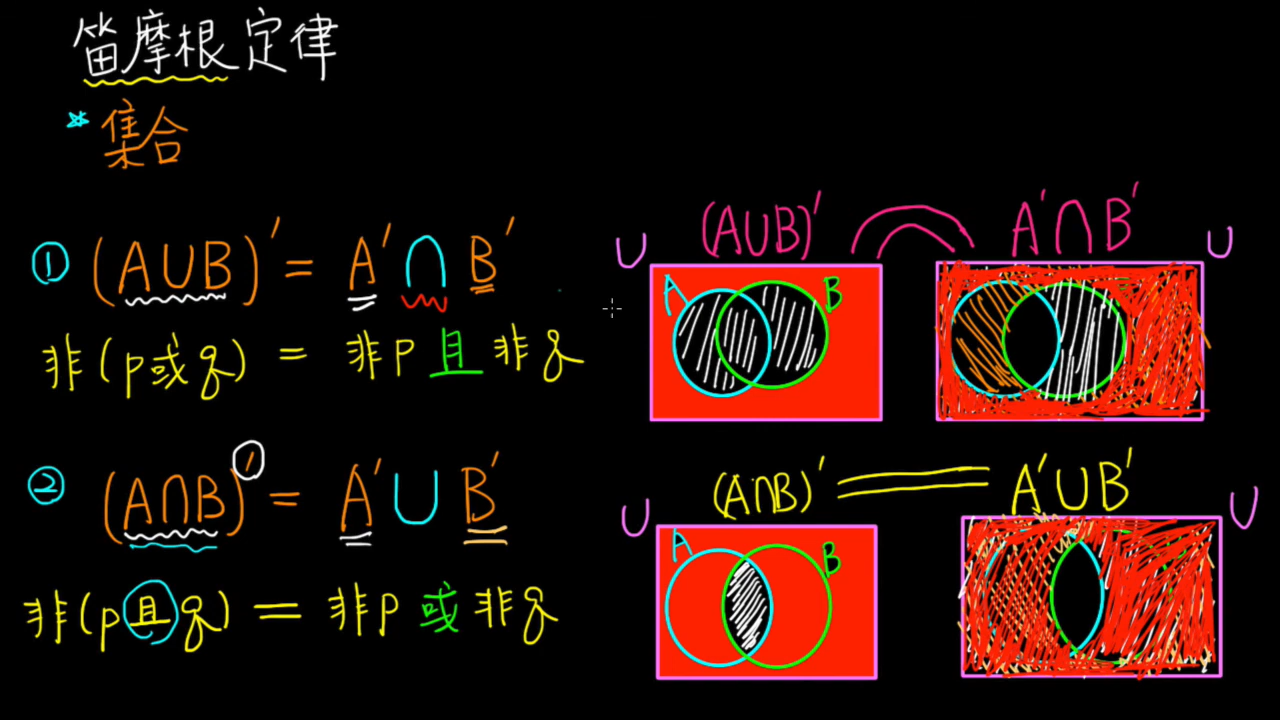 笛摩根定律
* 集合
① (A∪B)' = A' ∩ B'
非(p或q) = 非p且非q
② (A∩B)' = A' ∪ B'
非(p且q) = 非p或非q
(A∪B)' A'∩B'
U U
A B
(A∩B)' = A'∪B'
U U
A B